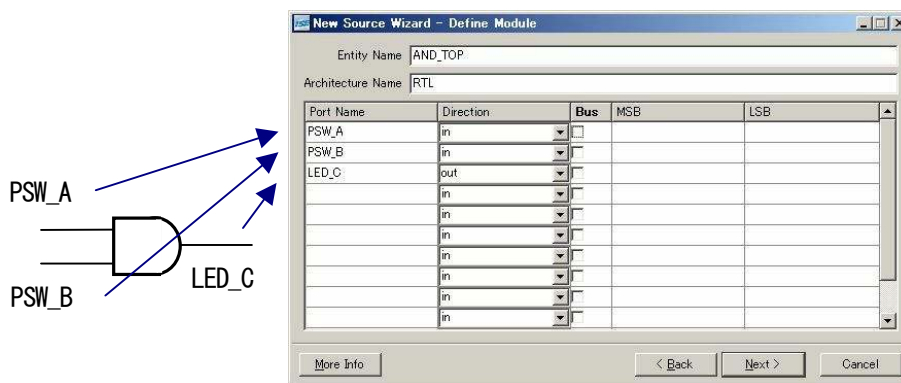 New Source Wizard - Define Module
Entity Name AND_TOP
Architecture Name RTL
Port Name Direction Bus MSB LSB
PSW_A in
PSW_B in
LED_C out
in
in
in
in
in
in
in
PSW_A
LED_C
PSW_B
More Info < Back Next > Cancel